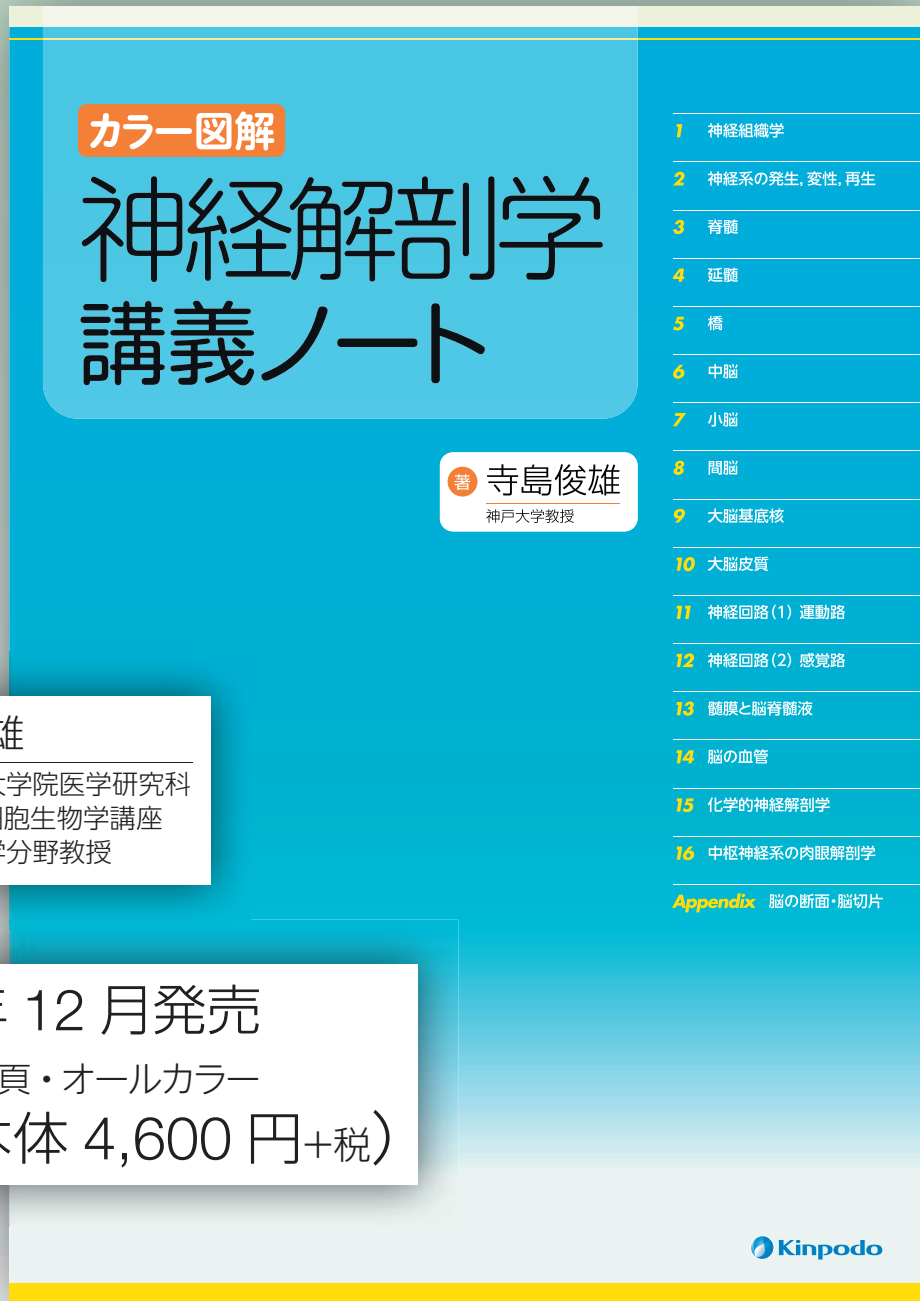 カラー図解
神経解剖学
講義ノート
著 寺島俊雄
神戸大学教授
1 神経組織学
2 神経系の発生，変性，再生
3 脊髄
4 延髄
5 橋
6 中脳
7 小脳
8 間脳
9 大脳基底核
10 大脳皮質
11 神経回路（1） 運動路
12 神経回路（2） 感覚路
13 髄膜と脳脊髄液
14 脳の血管
15 化学的神経解剖学
16 中枢神経系の肉眼解剖学
Appendix 脳の断面・脳切片
雄
大学院医学研究科
細胞生物学講座
学分野教授
年 12 月発売
頁・オールカラー
本体 4,600 円+税）
Kinpodo